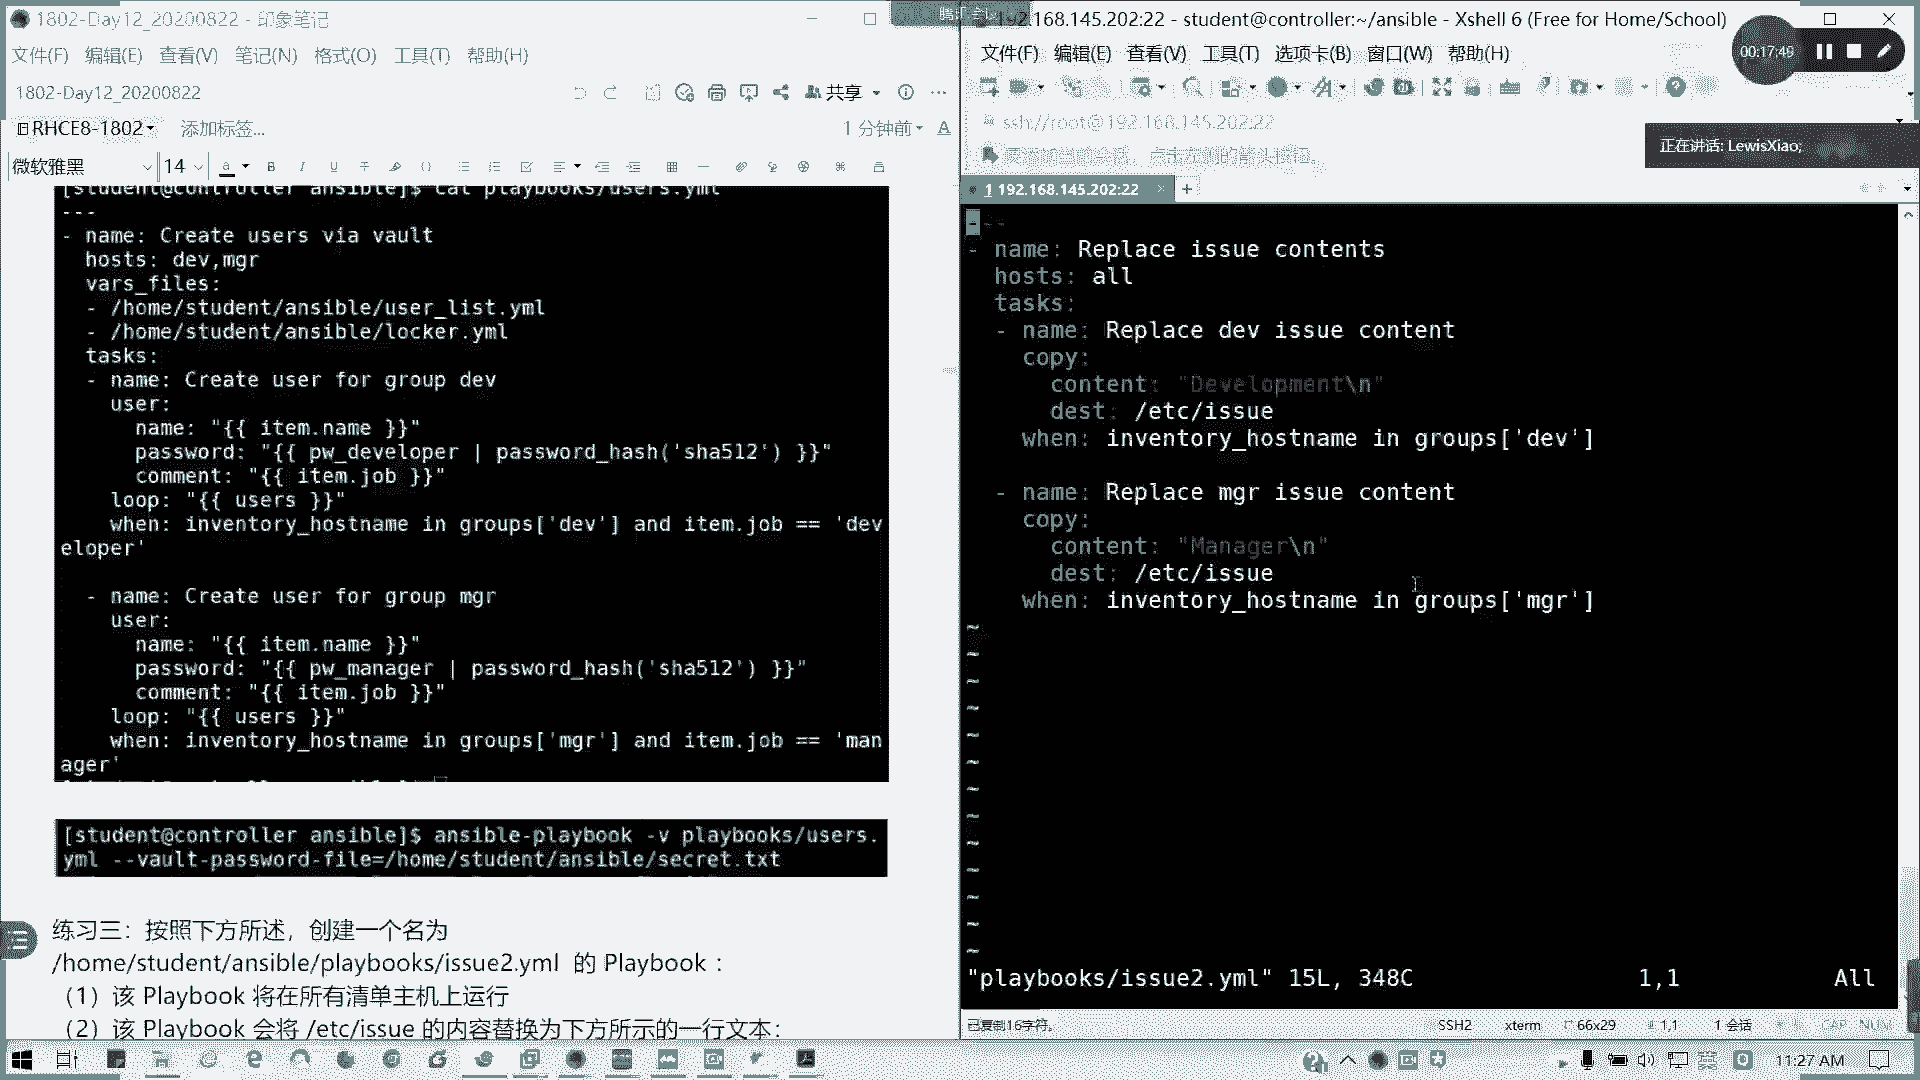 1802-Day12_20200822 - 印象笔记
文件(F) 编辑(E) 查看(V) 笔记(N) 格式(O) 工具(T) 帮助(H)
1802-Day12_20200822
共享
RHCE8-1802
添加标签...
1 分钟前
微软雅黑
14
[student@controller ansible]$ cat playbooks/users.yml
---
- name: Create users via vault
hosts: dev,mgr
vars_files:
- /home/student/ansible/user_list.yml
- /home/student/ansible/locker.yml
tasks:
- name: Create user for group dev
user:
name: "{{ item.name }}"
password: "{{ pw_developer | password_hash('sha512') }}"
comment: "{{ item.job }}"
loop: "{{ users }}"
when: inventory_hostname in groups['dev'] and item.job == 'dev
eloper'
- name: Create user for group mgr
user:
name: "{{ item.name }}"
password: "{{ pw_manager | password_hash('sha512') }}"
comment: "{{ item.job }}"
loop: "{{ users }}"
when: inventory_hostname in groups['mgr'] and item.job == 'man
ager'
[student@controller ansible]$ ansible-playbook -v playbooks/users.
yml --vault-password-file=/home/student/ansible/secret.txt
练习三：按照下方所述，创建一个名为
/home/student/ansible/playbooks/issue2.yml 的 Playbook：
（1）该 Playbook 将在所有清单主机上运行
（2）该 Playbook 会将 /etc/issue 的内容替换为下方所示的一行文本：
192.168.145.202:22 - student@controller:~/ansible - Xshell 6 (Free for Home/School)
文件(F) 编辑(E) 查看(V) 工具(T) 选项卡(B) 窗口(W) 帮助(H)
00:17:49
ssh://root@192.168.145.202:22
正在讲话: LewisXiao;
1 192.168.145.202:22
---
- name: Replace issue contents
hosts: all
tasks:
- name: Replace dev issue content
copy:
content: "Development\n"
dest: /etc/issue
when: inventory_hostname in groups['dev']
- name: Replace mgr issue content
copy:
content: "Manager\n"
dest: /etc/issue
when: inventory_hostname in groups['mgr']
~
~
~
~
~
~
~
~
~
~
~
~
~
"playbooks/issue2.yml" 15L, 348C 1,1 All
已复制16字符。
SSH2 xterm 66x29 1,1 1 会话 CAP NUM
英
11:27 AM